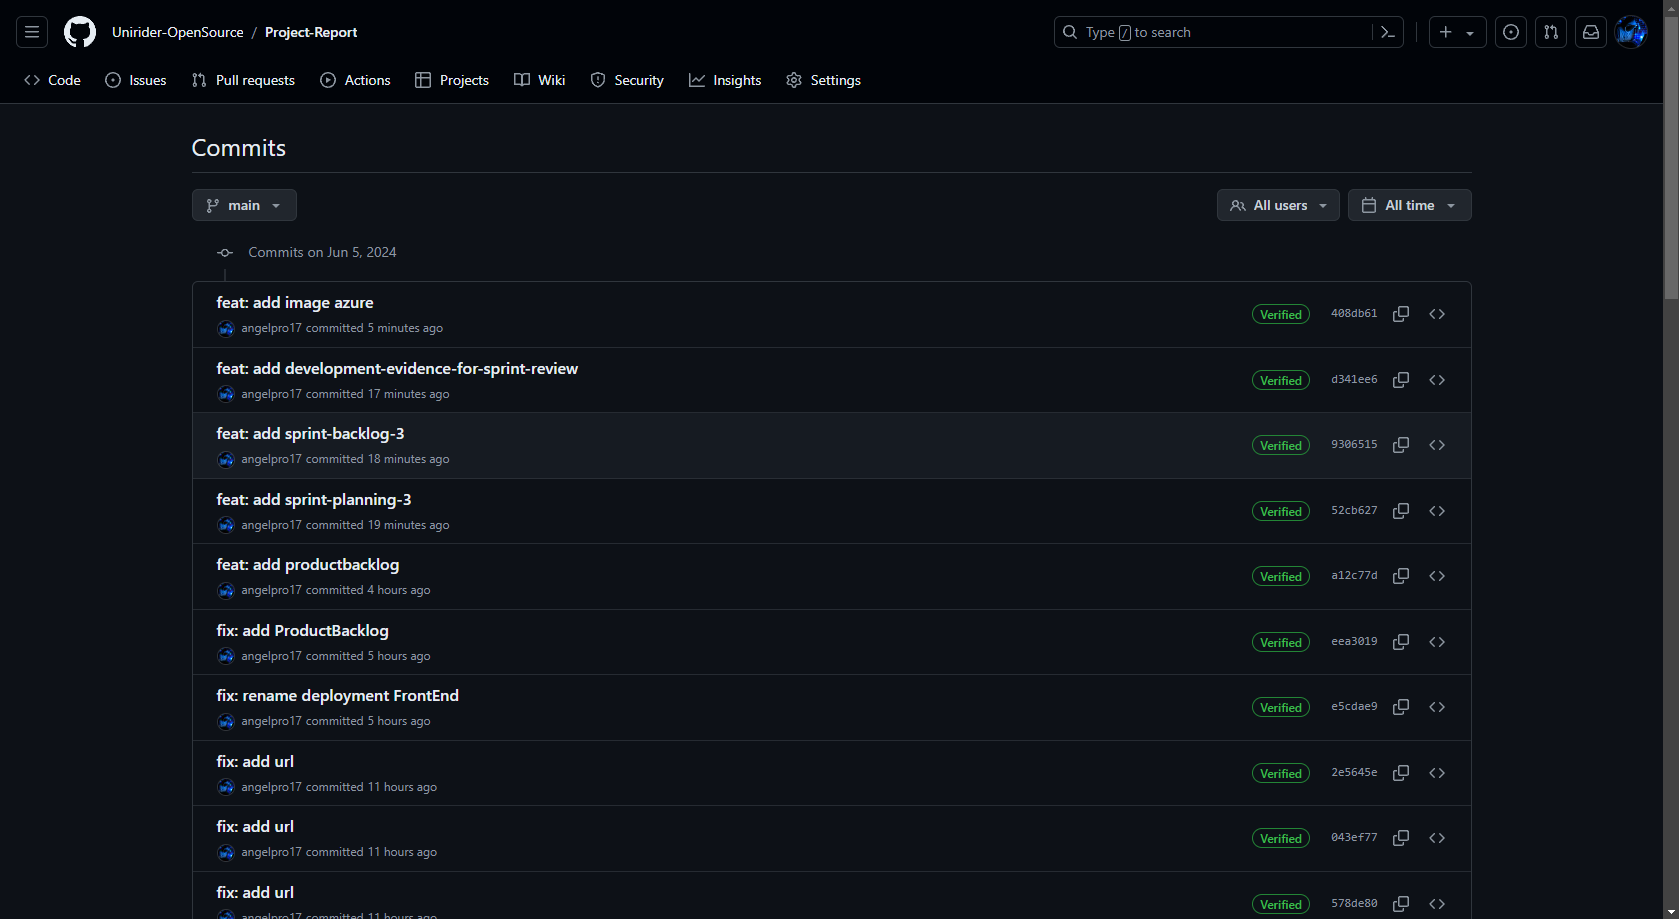 Unirider-OpenSource / Project-Report
Type / to search
Code Issues Pull requests Actions Projects Wiki Security Insights Settings
Commits
main All users All time
Commits on Jun 5, 2024
feat: add image azure
angelpro17 committed 5 minutes ago
Verified 408db61
feat: add development-evidence-for-sprint-review
angelpro17 committed 17 minutes ago
Verified d341ee6
feat: add sprint-backlog-3
angelpro17 committed 18 minutes ago
Verified 9306515
feat: add sprint-planning-3
angelpro17 committed 19 minutes ago
Verified 52cb627
feat: add productbacklog
angelpro17 committed 4 hours ago
Verified a12c77d
fix: add ProductBacklog
angelpro17 committed 5 hours ago
Verified eea3019
fix: rename deployment FrontEnd
angelpro17 committed 5 hours ago
Verified e5cdae9
fix: add url
angelpro17 committed 11 hours ago
Verified 2e5645e
fix: add url
angelpro17 committed 11 hours ago
Verified 043ef77
fix: add url
angelpro17 committed 11 hours ago
Verified 578de80